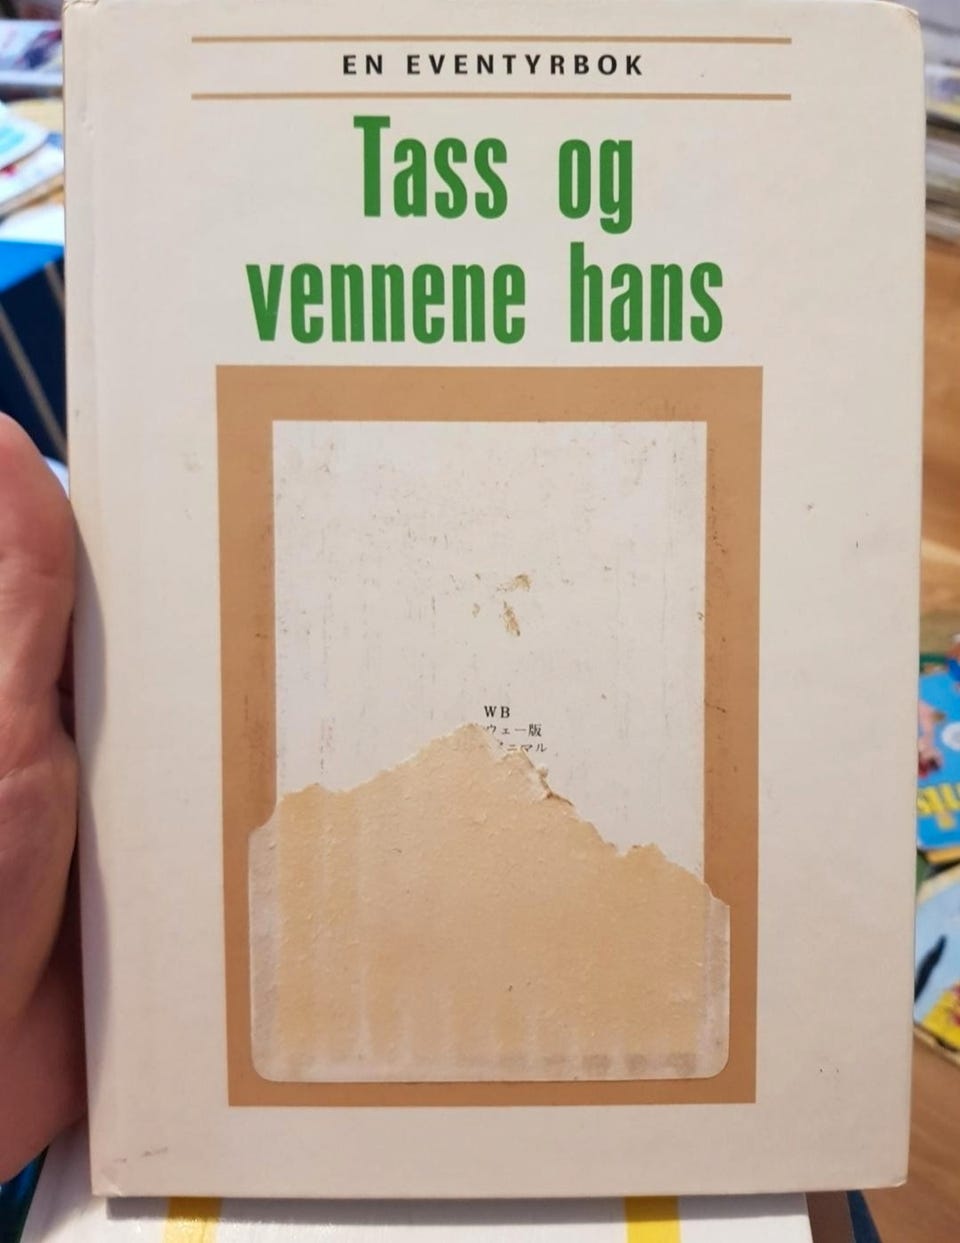 EN EVENTYRBOK
Tass og
vennene hans
WB
ウェー版
ニマル